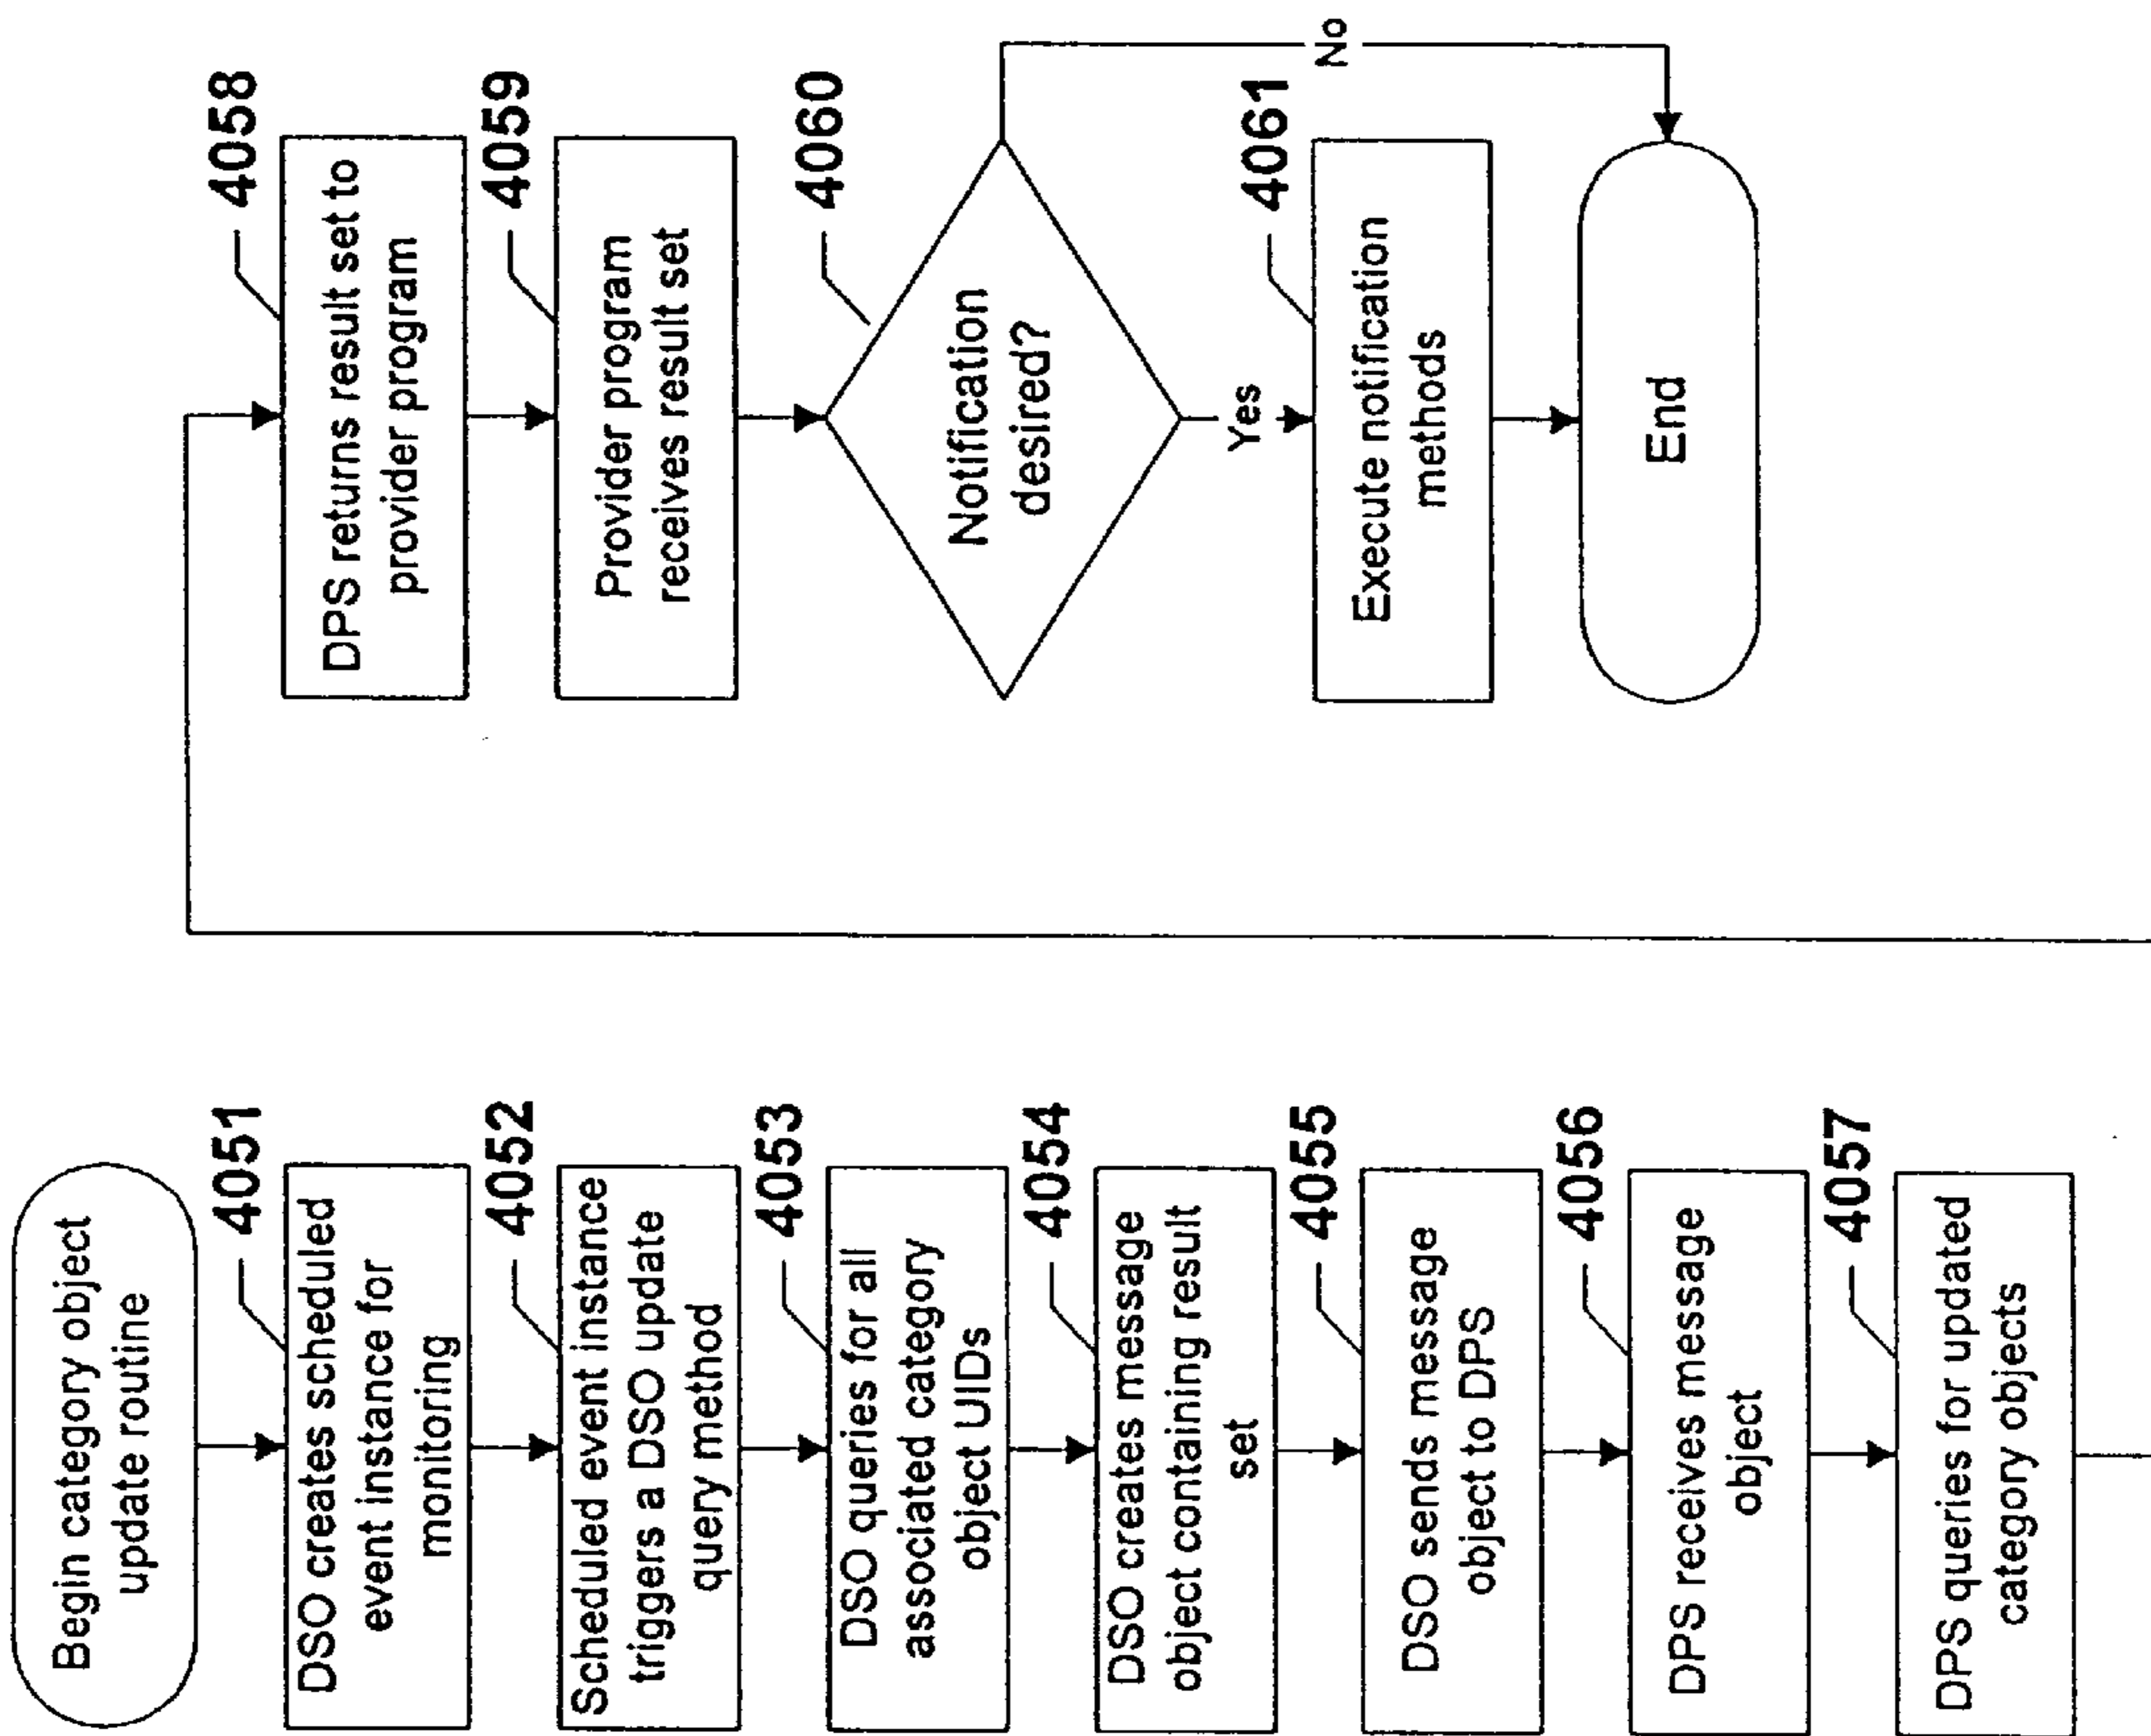 Begin category object
update routine
4051
DSO creates scheduled
event instance for
monitoring
4052
Scheduled event instance
triggers a DSO update
query method
4053
DSO queries for all
associated category
object UIDs
4054
DSO creates message
object containing result
set
4055
DSO sends message
object to DPS
4056
DPS receives message
object
4057
DPS queries for updated
category objects
4058
DPS returns result set to
provider program
4059
Provider program
receives result set
4060
Notification
desired?
No
Yes
4061
Execute notification
methods
End